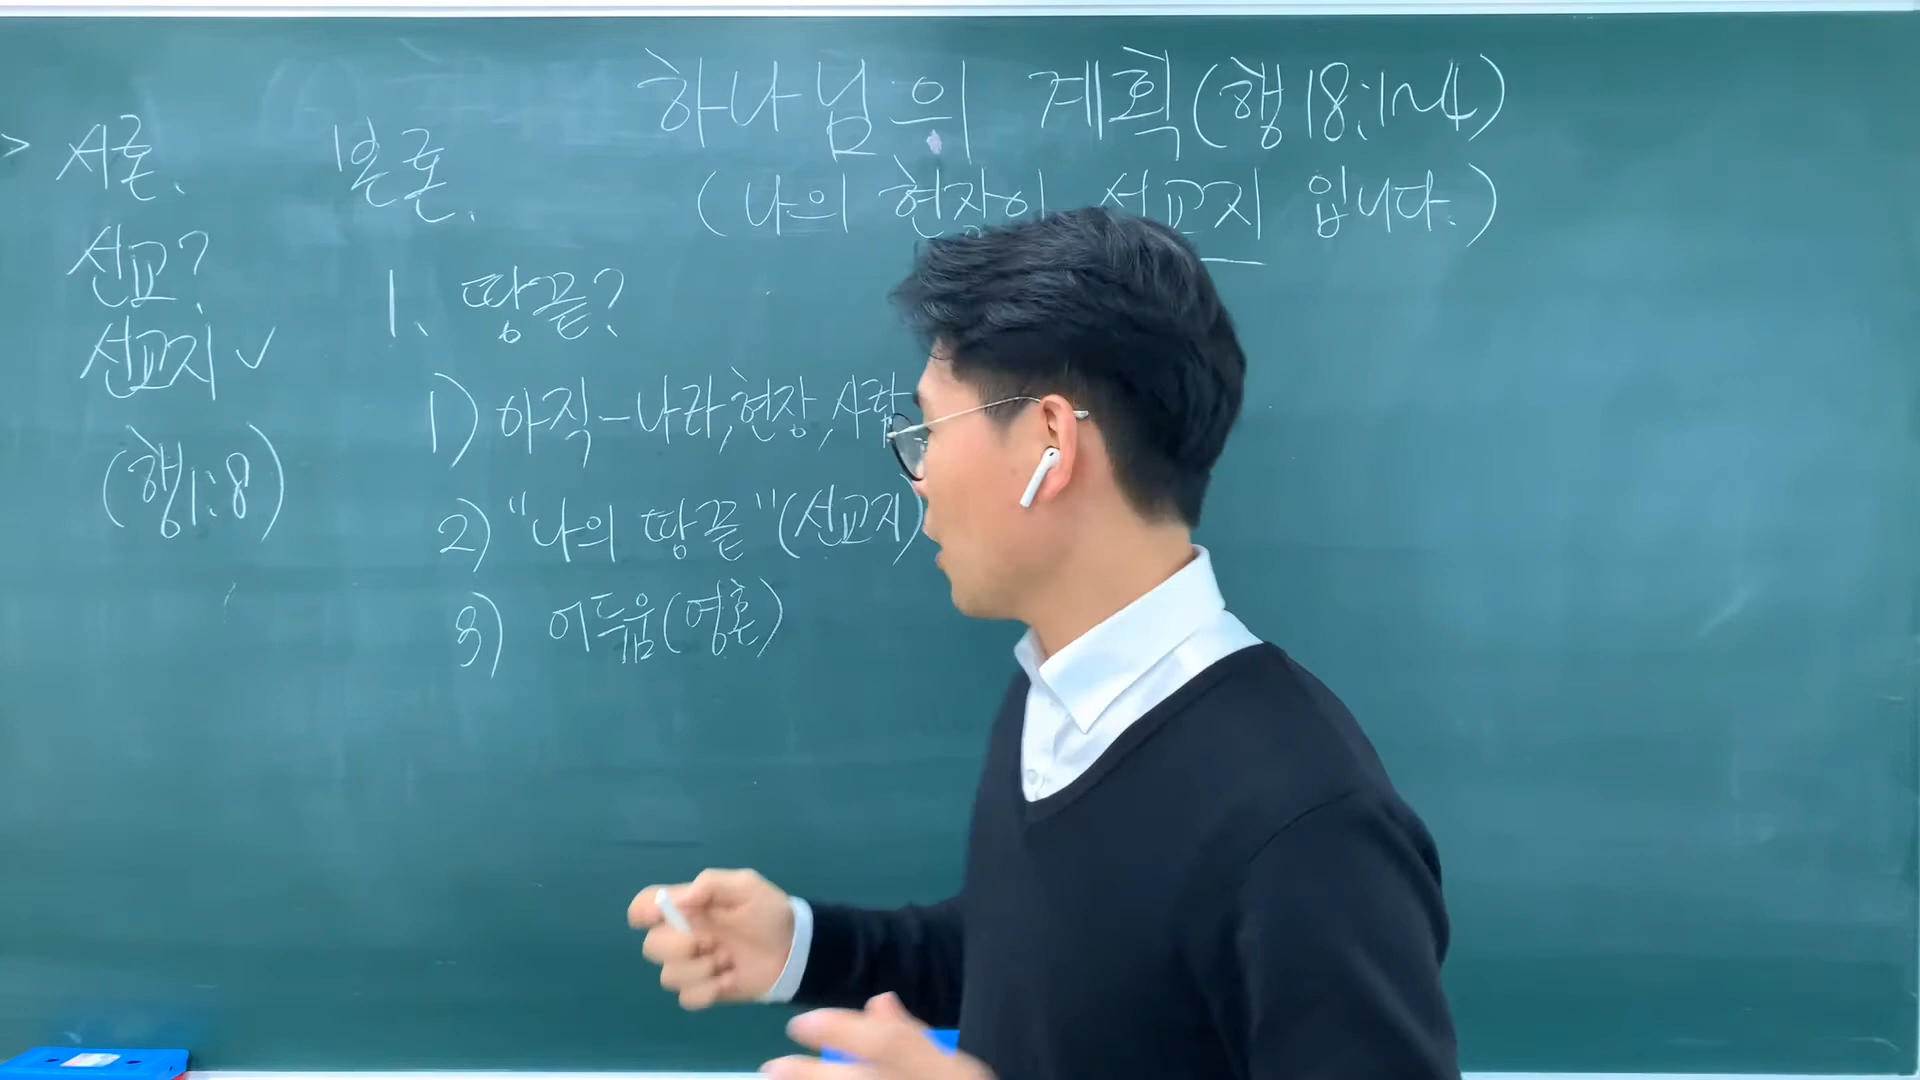 하나님의 계획(행18:1~4)
(나의 현장이 선교지 입니다.)
> 서론.
선교?
선교지 ✓
(행1:8)
본론.
1. 땅끝?
1) 아직-나라,현장,사람
2) "나의 땅끝"(선교지)
3) 어두움(영혼)